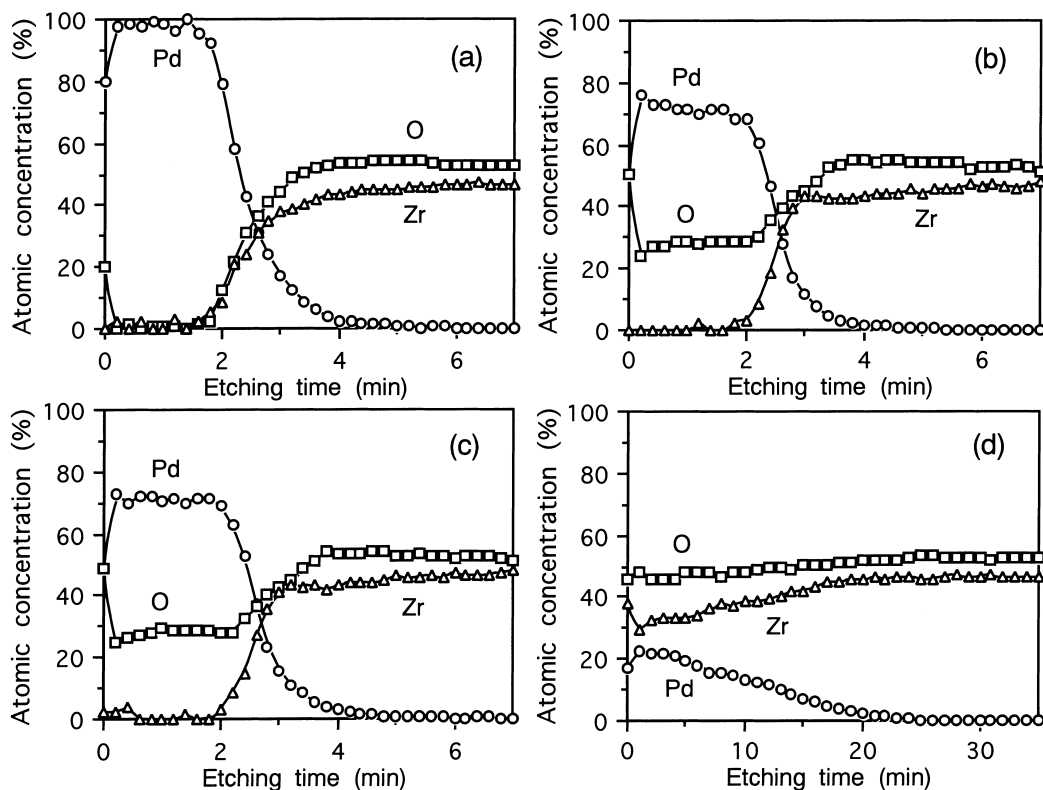 Atomic concentration (%)
100
80
60
40
20
0
Pd
(a)
O
Zr
0 2 4 6
Etching time (min)
Atomic concentration (%)
100
80
60
40
20
0
Pd
(b)
O
Zr
0 2 4 6
Etching time (min)
Atomic concentration (%)
100
80
60
40
20
0
Pd
(c)
O
Zr
0 2 4 6
Etching time (min)
Atomic concentration (%)
100
80
60
40
20
0
(d)
O
Zr
Pd
0 10 20 30
Etching time (min)